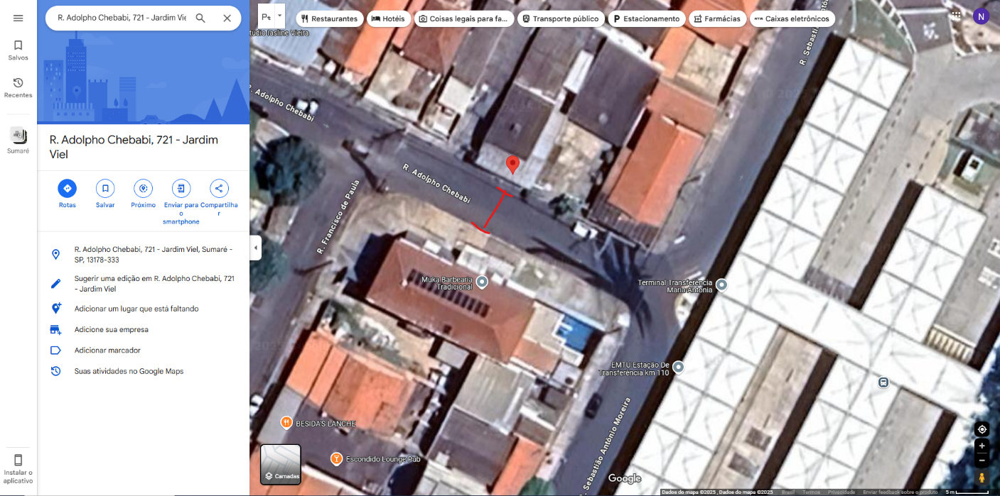 R. Adolpho Chebabi, 721 - Jardim Vie
Restaurantes
Hotéis
Coisas legais para fa...
Transporte público
Estacionamento
Farmácias
Caixas eletrônicos
N
Salvos
Recentes
Sumaré
Instalar o
aplicativo
R. Adolpho Chebabi, 721 - Jardim
Viel
Rotas
Salvar
Próximo
Enviar para
o
smartphone
Compartilha
r
R. Adolpho Chebabi, 721 - Jardim Viel, Sumaré -
SP, 13178-333
Sugerir uma edição em R. Adolpho Chebabi, 721
- Jardim Viel
Adicionar um lugar que está faltando
Adicione sua empresa
Adicionar marcador
Suas atividades no Google Maps
tudio Iasline Vieira
R. Adolpho Chebabi
R. Sebasti
R. Adolpho Chebabi
R. Francisco de Paula
Muka Barbearia
Tradicional
Terminal Transferência
Maria Antônia
EMTU Estação De
Transferência km 110
R. Sebastião Antônio Moreira
BESIDA'S LANCHE
Escondido Lounge Pub
Camadas
Google
Dados do mapa ©2025 , Dados do mapa ©2025
Brasil
Termos
Privacidade
Enviar feedback sobre o produto
5 m